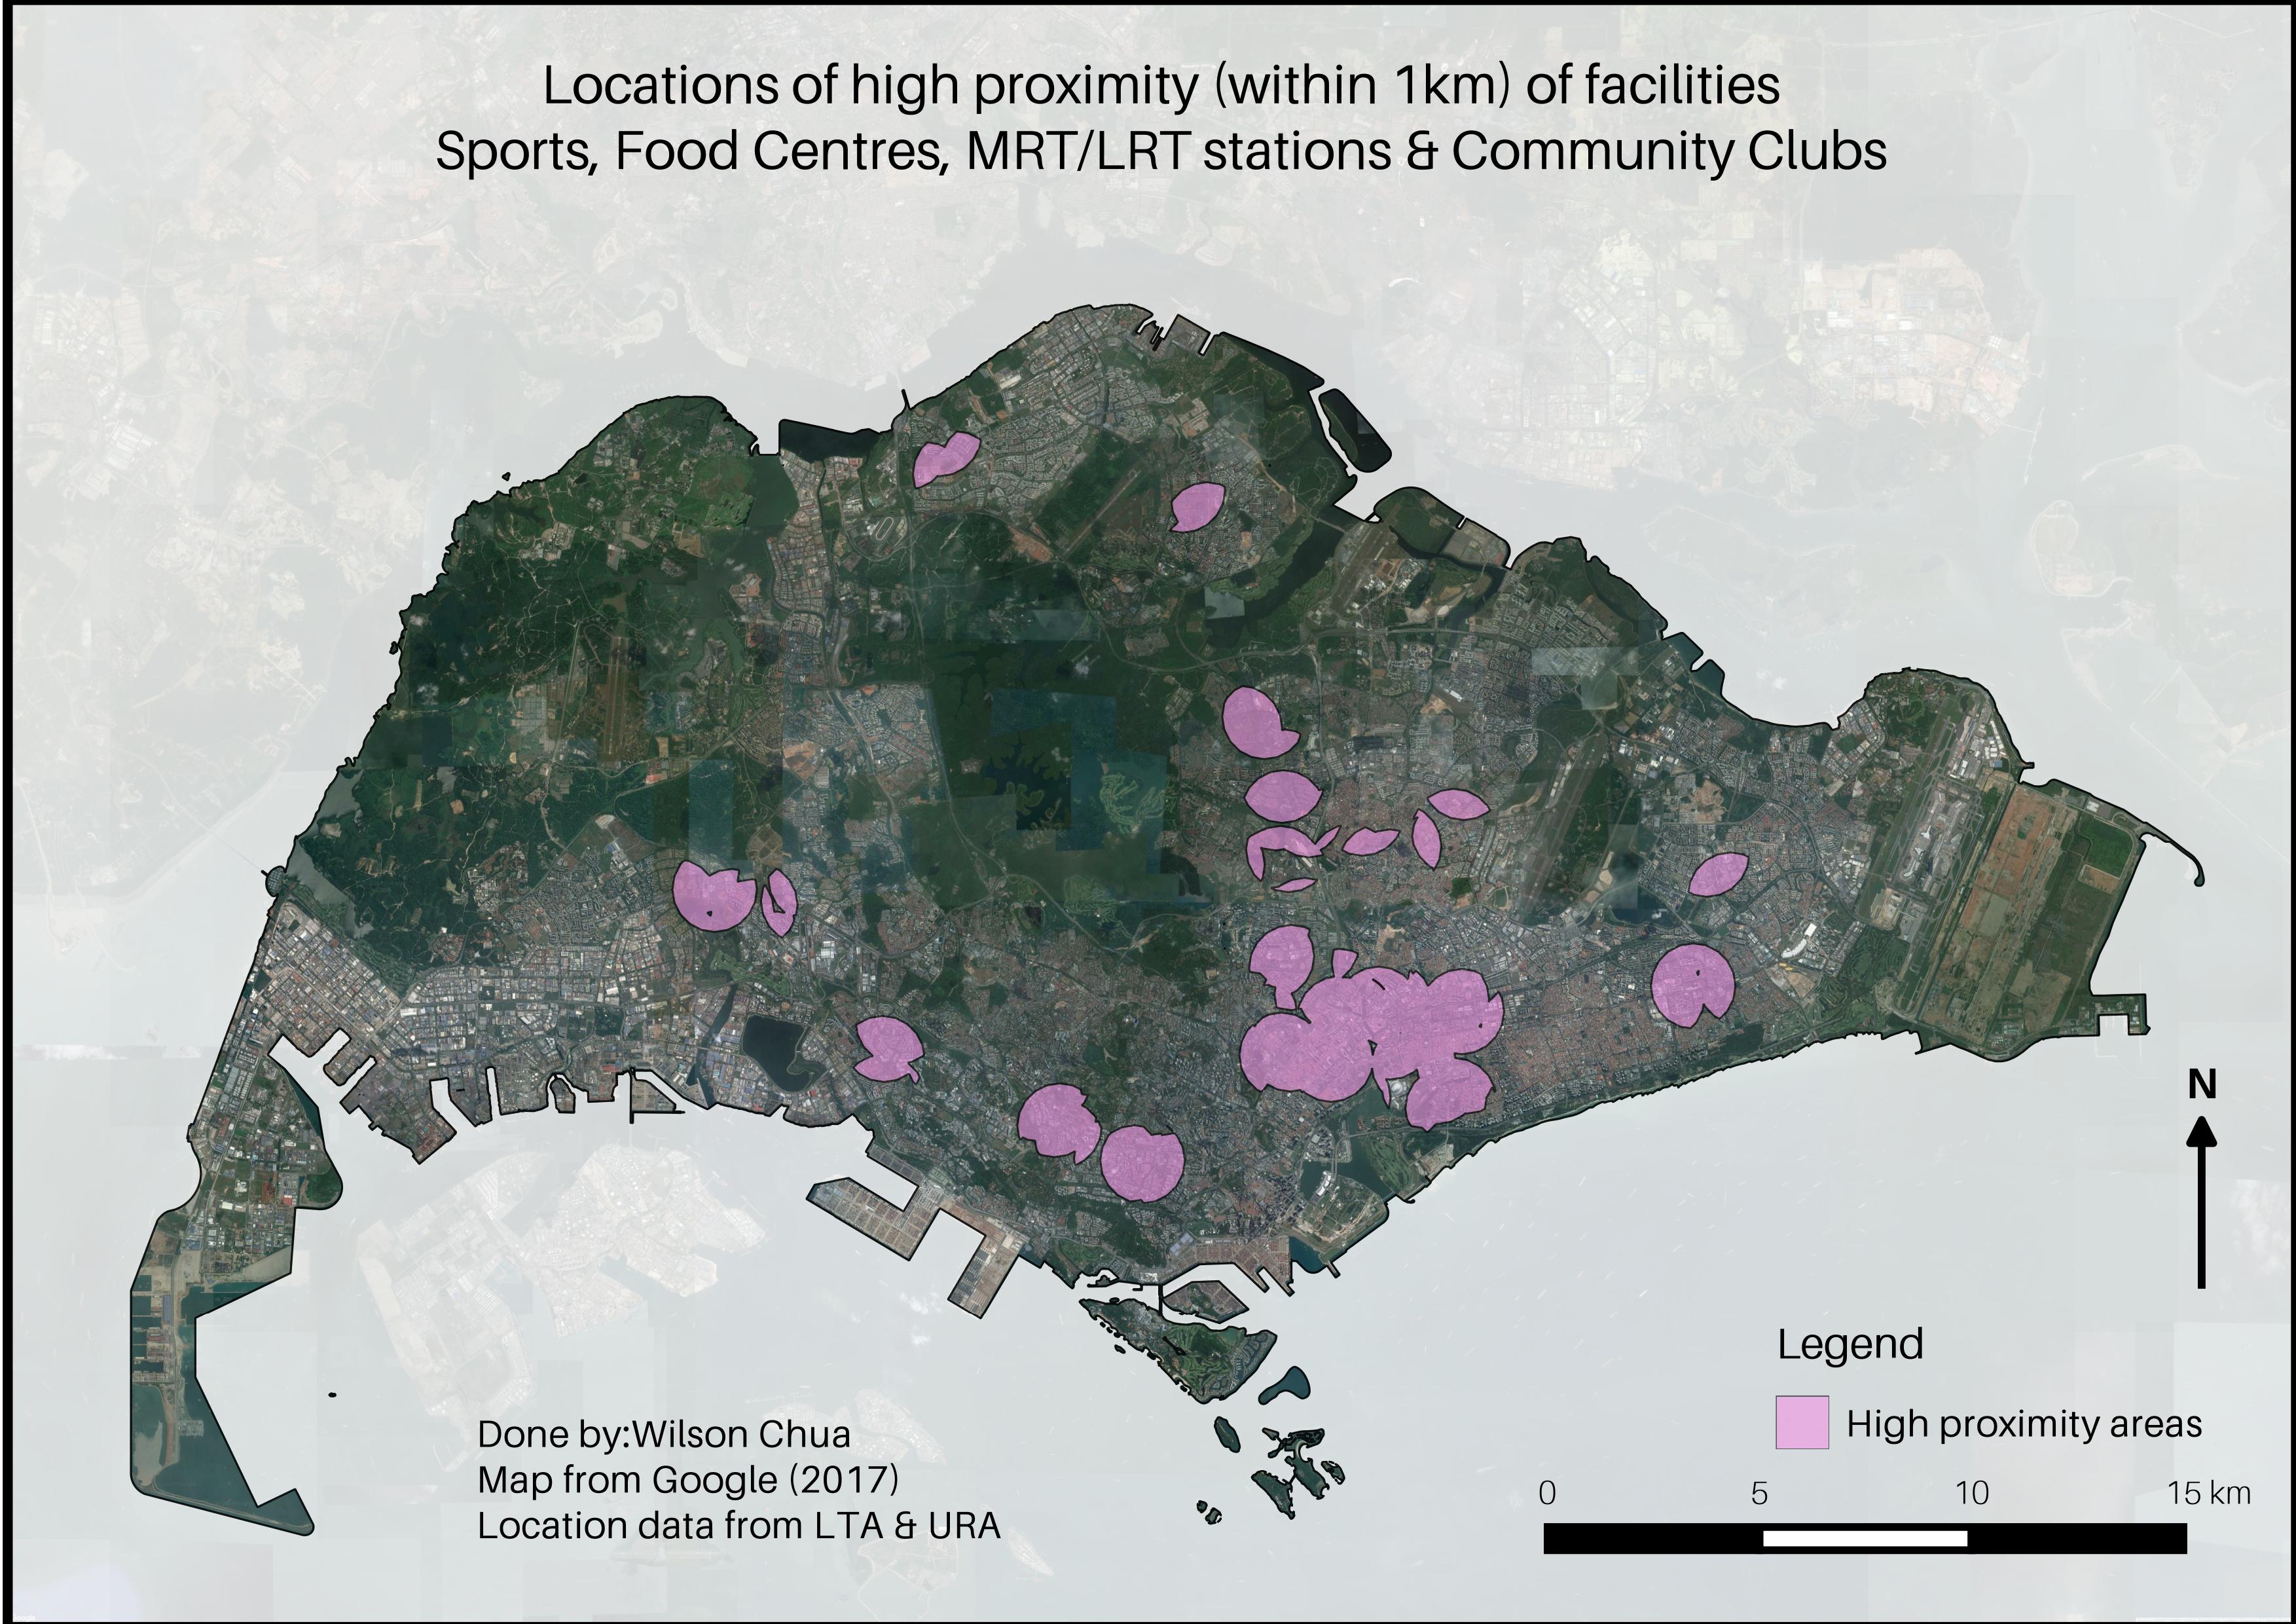 Locations of high proximity (within 1km) of facilities
Sports, Food Centres, MRT/LRT stations & Community Clubs
N
Legend
High proximity areas
0 5 10 15 km
Done by:Wilson Chua
Map from Google (2017)
Location data from LTA & URA